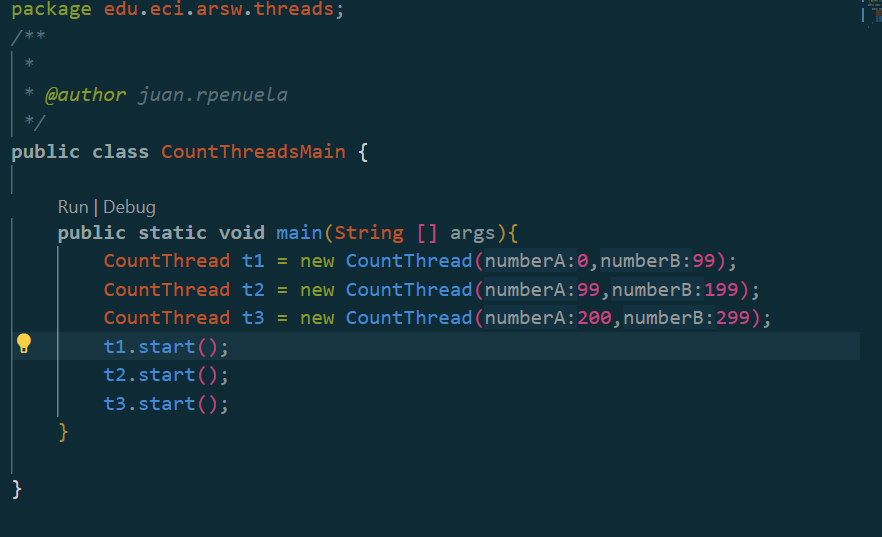 package edu.eci.arsw.threads;
/**
*
* @author juan.rpenuela
*/
public class CountThreadsMain {
Run | Debug
public static void main(String [] args){
CountThread t1 = new CountThread(numberA:0,numberB:99);
CountThread t2 = new CountThread(numberA:99,numberB:199);
CountThread t3 = new CountThread(numberA:200,numberB:299);
t1.start();
t2.start();
t3.start();
}
}